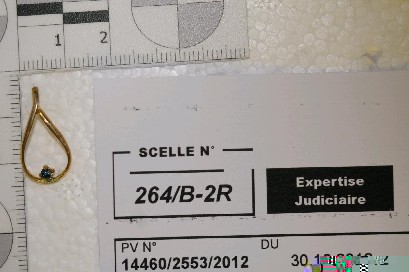 1 2
SCELLE N°
264/B-2R
Expertise
Judiciaire
PV N°
DU
14460/2553/2012